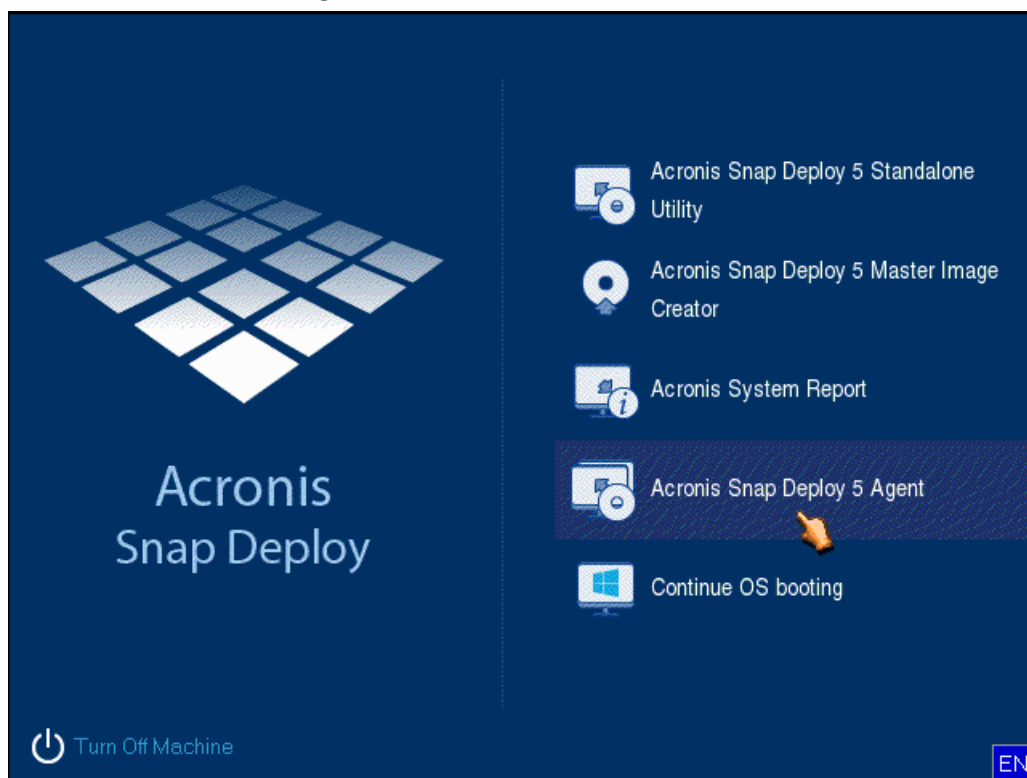 Acronis
Snap Deploy
Acronis Snap Deploy 5 Standalone
Utility
Acronis Snap Deploy 5 Master Image
Creator
Acronis System Report
Acronis Snap Deploy 5 Agent
Continue OS booting
Turn Off Machine
EN